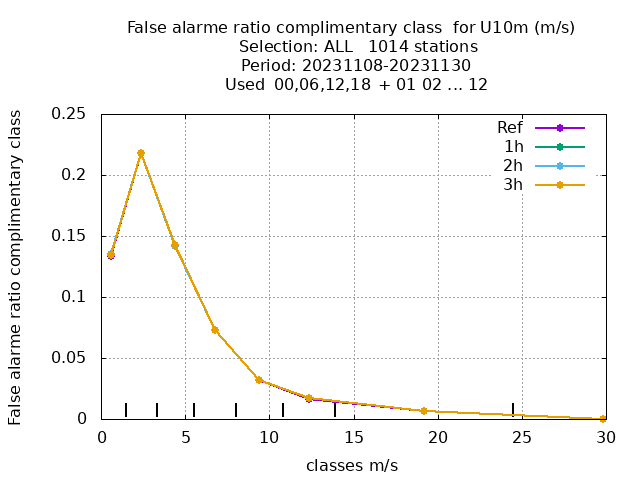 False alarme ratio complimentary class  for U10m (m/s)
Selection: ALL   1014 stations
Period: 20231108-20231130
Used  00,06,12,18  + 01 02 ... 12
False alarme ratio complimentary class
0.25
0.2
0.15
0.1
0.05
0
Ref
1h
2h
3h
0 5 10 15 20 25 30
classes m/s